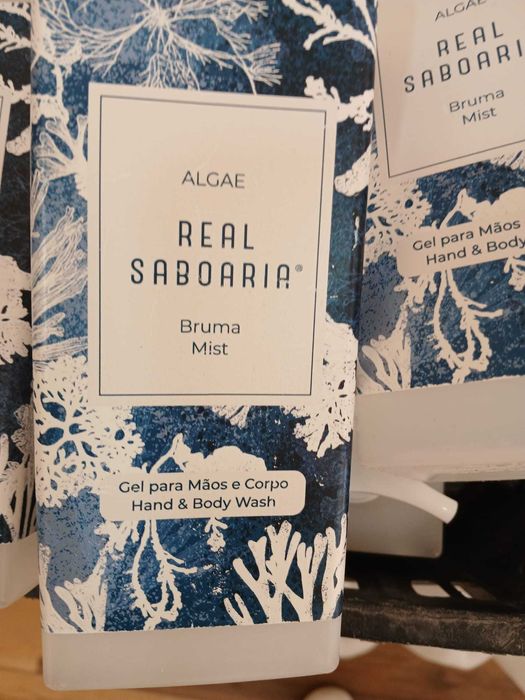 ALGAE
REAL
SABOARIA®
Bruma
Mist
Gel para Mãos e Corpo
Hand & Body Wash
ALGAE
REAL
Bruma
Mist
Gel para Mãos
Hand & Body